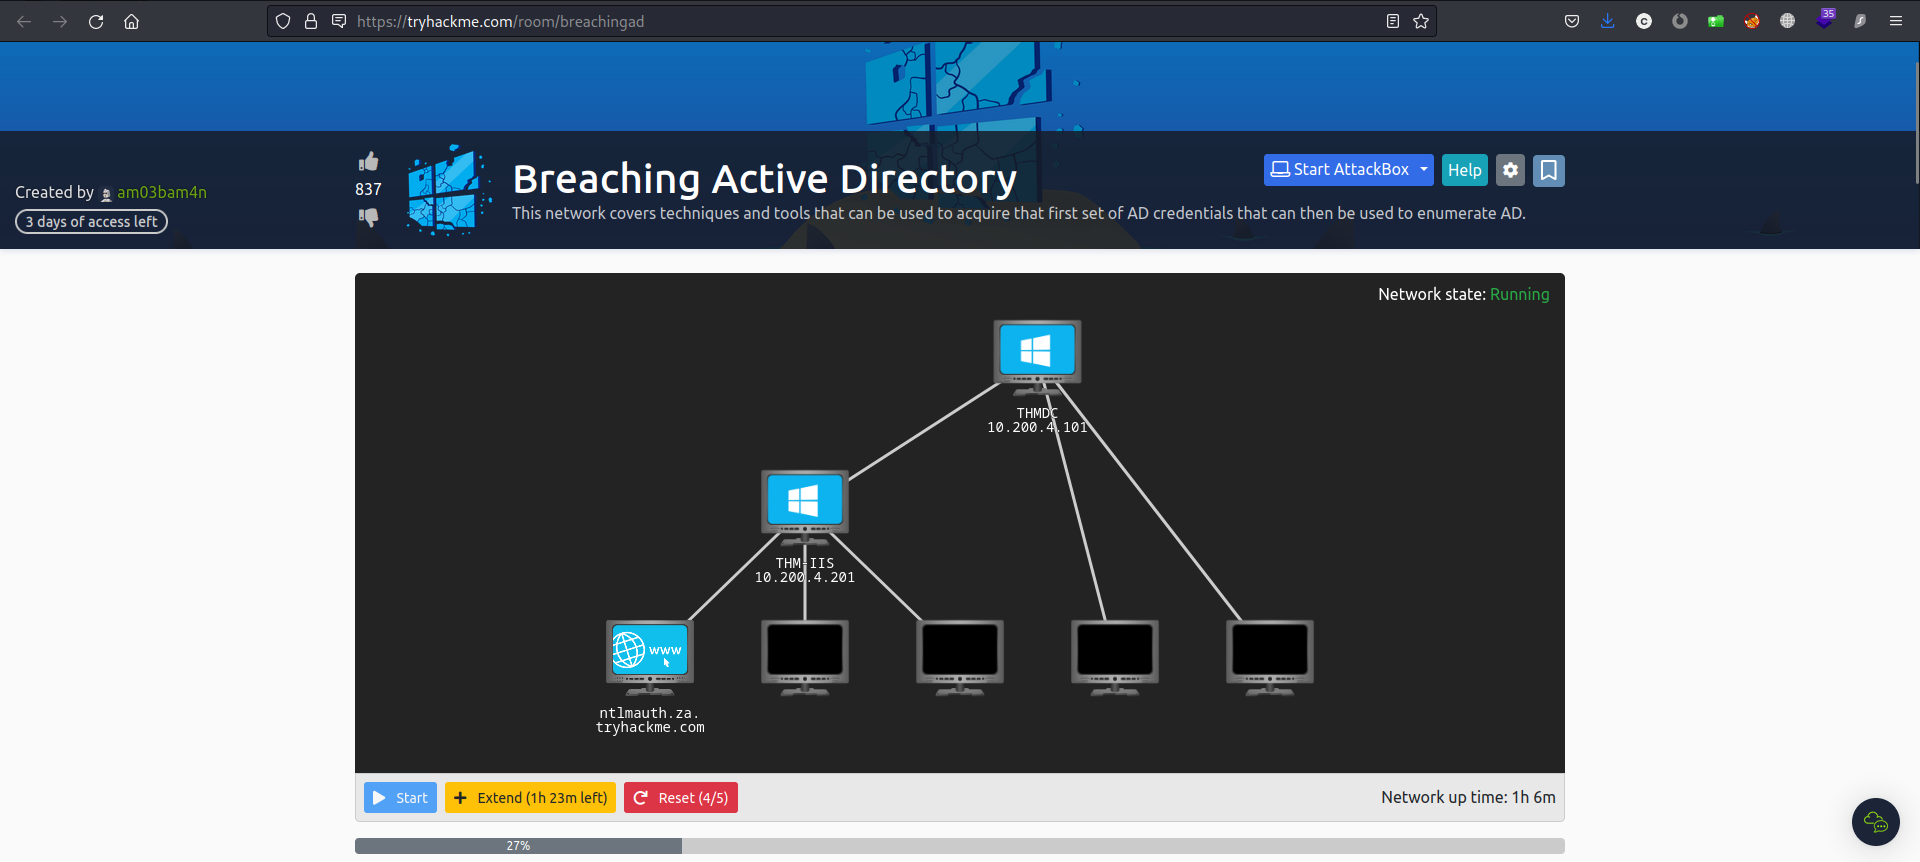 https://tryhackme.com/room/breachingad
35
Created by am03bam4n
3 days of access left
837
Breaching Active Directory
This network covers techniques and tools that can be used to acquire that first set of AD credentials that can then be used to enumerate AD.
Start AttackBox
Help
Network state: Running
THMDC
10.200.4.101
THM-IIS
10.200.4.201
www
ntlmauth.za.
tryhackme.com
Start
Extend (1h 23m left)
Reset (4/5)
Network up time: 1h 6m
27%